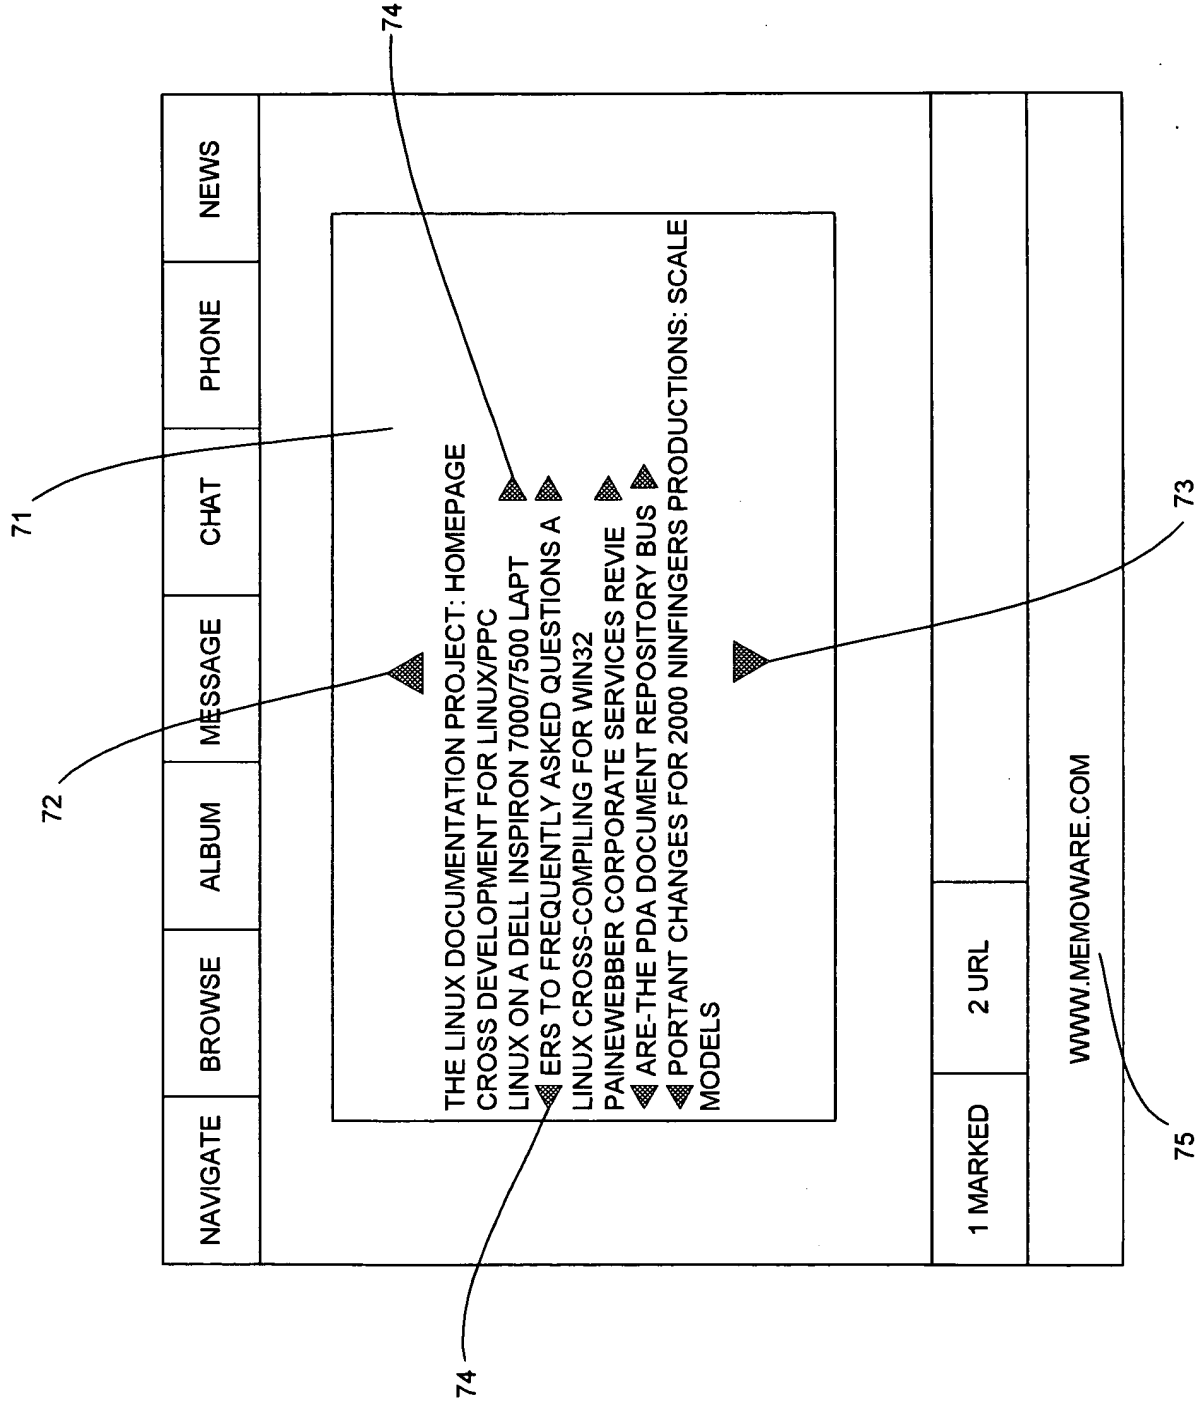 74
71
72
NAVIGATE BROWSE ALBUM MESSAGE CHAT PHONE NEWS
THE LINUX DOCUMENTATION PROJECT: HOMEPAGE
CROSS DEVELOPMENT FOR LINUX/PPC
LINUX ON A DELL INSPIRON 7000/7500 LAPT
ERS TO FREQUENTLY ASKED QUESTIONS A
LINUX CROSS-COMPILING FOR WIN32
PAINEWEBBER CORPORATE SERVICES REVIE
ARE-THE PDA DOCUMENT REPOSITORY BUS
PORTANT CHANGES FOR 2000 NINFINGERS PRODUCTIONS: SCALE
MODELS
74
1 MARKED 2 URL
WWW.MEMOWARE.COM
75
73